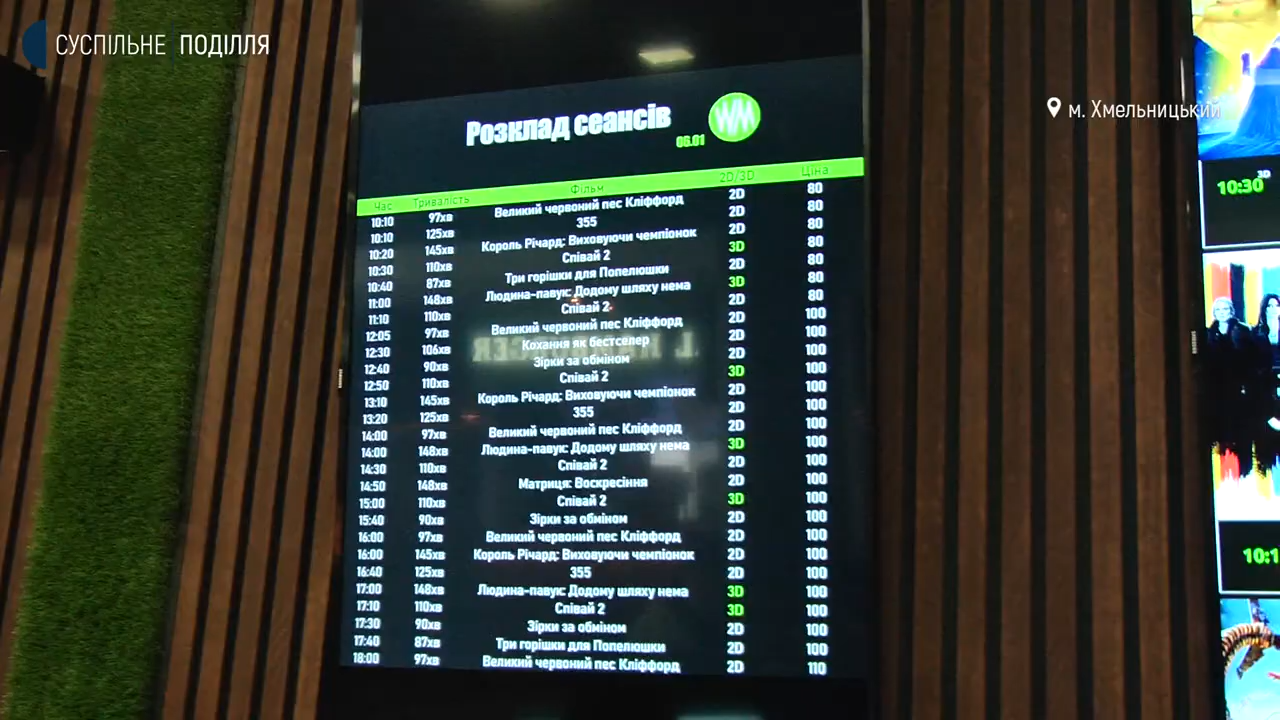 СУСПІЛЬНЕ ПОДІЛЛЯ
м. Хмельницький
Розклад сеансів 06.01 WM
Час Тривалість Фільм 2D/3D Ціна
10:10 97хв Великий червоний пес Кліффорд 2D 80
10:10 125хв 355 2D 80
10:20 145хв Король Річард: Виховуючи чемпіонок 2D 80
10:30 110хв Співай 2 3D 80
10:40 87хв Три горішки для Попелюшки 2D 80
11:00 148хв Людина-павук: Додому шляху нема 3D 80
11:10 110хв Співай 2 2D 80
12:05 97хв Великий червоний пес Кліффорд 2D 100
12:30 106хв Кохання як бестселер 2D 100
12:40 90хв Зірки за обміном 2D 100
12:50 110хв Співай 2 3D 100
13:10 145хв Король Річард: Виховуючи чемпіонок 2D 100
13:20 125хв 355 2D 100
14:00 97хв Великий червоний пес Кліффорд 2D 100
14:00 148хв Людина-павук: Додому шляху нема 3D 100
14:30 110хв Співай 2 2D 100
14:50 148хв Матриця: Воскресіння 2D 100
15:00 110хв Співай 2 3D 100
15:40 90хв Зірки за обміном 2D 100
16:00 97хв Великий червоний пес Кліффорд 2D 100
16:00 145хв Король Річард: Виховуючи чемпіонок 2D 100
16:40 125хв 355 2D 100
17:00 148хв Людина-павук: Додому шляху нема 3D 100
17:10 110хв Співай 2 3D 100
17:30 90хв Зірки за обміном 2D 100
17:40 87хв Три горішки для Попелюшки 2D 100
18:00 97хв Великий червоний пес Кліффорд 2D 110
10:30 3D